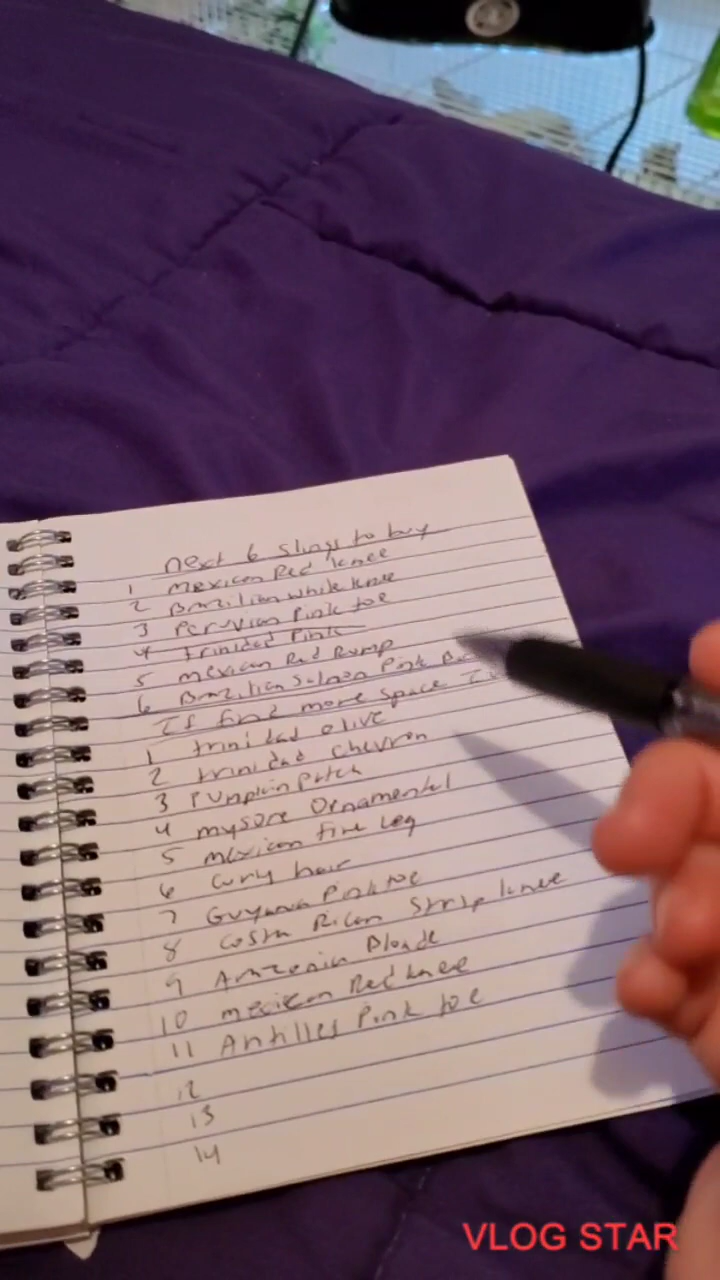 next 6 slings to buy
1 Mexican Red knee
2 Brazilian white knee
3 Peruvian Pink toe
4 Trinidad Pink
5 Mexican Red Rump
6 Brazilian Salmon Pink
If find more space
1 trinidad olive
2 trinidad chevron
3 Pumpkin Patch
4 mysore Ornamental
5 mexican fire leg
6 curly hair
7 Guyana Pink toe
8 Costa Rican Strip knee
9 Amazonia Blonde
10 mexican Red knee
11 Antilles Pink toe
12
13
14
VLOG STAR